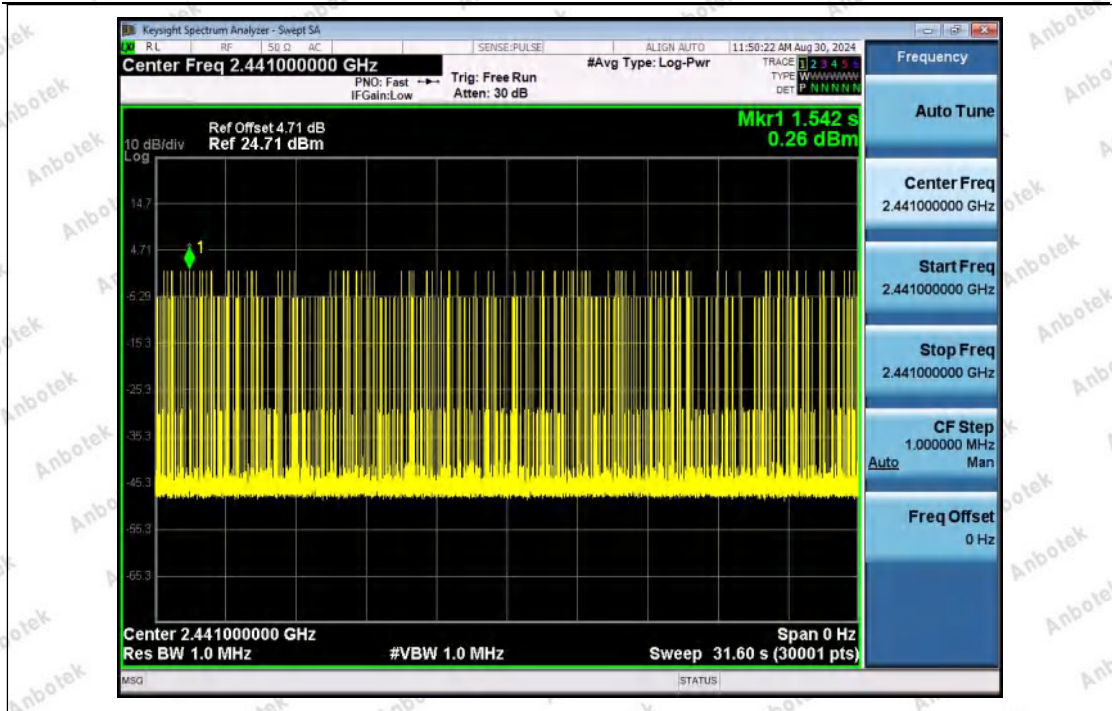 Keysight Spectrum Analyzer - Swept SA
RL RF 50 Ω AC SENSE:PULSE ALIGN AUTO 11:50:22 AM Aug 30, 2024
Center Freq 2.441000000 GHz
PNO: Fast
IFGain:Low
Trig: Free Run
Atten: 30 dB
#Avg Type: Log-Pwr
TRACE 1 2 3 4 5 6
TYPE W
DET P N N N N N
Mkr1 1.542 s
0.26 dBm
Ref Offset 4.71 dB
10 dB/div Ref 24.71 dBm
Log
14.7
4.71
-5.29
-15.3
-25.3
-35.3
-45.3
-55.3
-65.3
1
Center 2.441000000 GHz Span 0 Hz
Res BW 1.0 MHz #VBW 1.0 MHz Sweep 31.60 s (30001 pts)
MSG STATUS
Frequency
Auto Tune
Center Freq
2.441000000 GHz
Start Freq
2.441000000 GHz
Stop Freq
2.441000000 GHz
CF Step
1.000000 MHz
Auto Man
Freq Offset
0 Hz
Anbotek